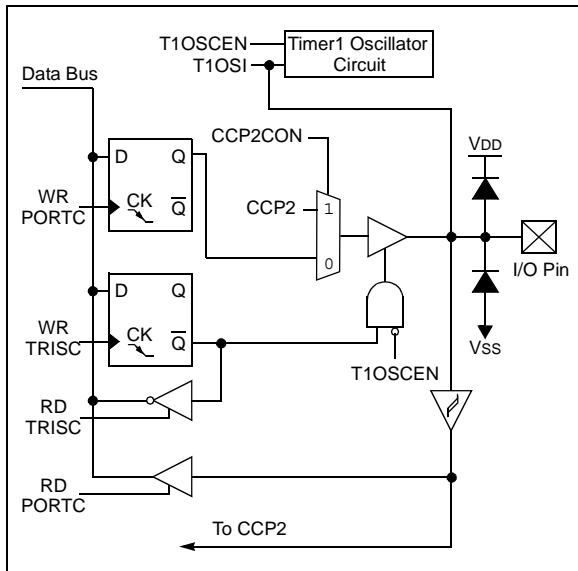 T1OSCEN
Timer1 Oscillator
Circuit
T1OSI
Data Bus
CCP2CON
VDD
D
Q
WR
PORTC
CK
Q
CCP2
1
0
I/O Pin
D
Q
WR
TRISC
CK
Q
VSS
T1OSCEN
RD
TRISC
RD
PORTC
To CCP2